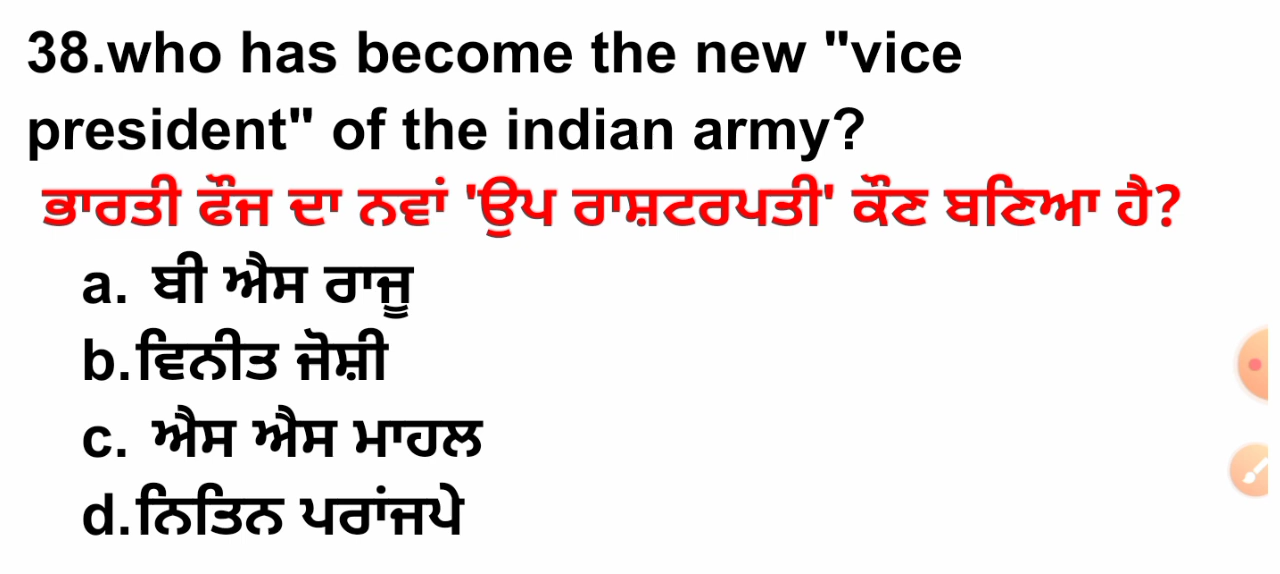 38.who has become the new "vice
president" of the indian army?
ਭਾਰਤੀ ਫੌਜ ਦਾ ਨਵਾਂ 'ਉਪ ਰਾਸ਼ਟਰਪਤੀ' ਕੌਣ ਬਣਿਆ ਹੈ?
a. ਬੀ ਐਸ ਰਾਜੂ
b.ਵਿਨੀਤ ਜੋਸ਼ੀ
c. ਐਸ ਐਸ ਮਾਹਲ
d.ਨਿਤਿਨ ਪਰਾਂਜਪੇ